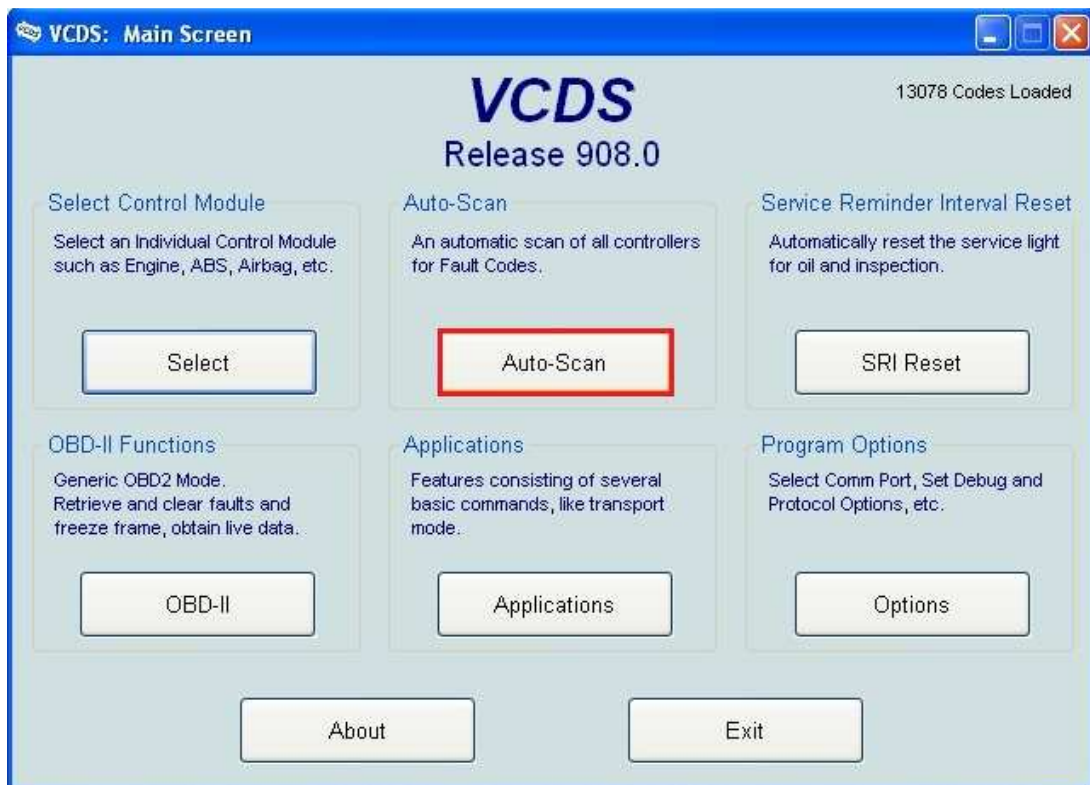 VCDS: Main Screen
VCDS
Release 908.0
13078 Codes Loaded
Select Control Module
Select an Individual Control Module
such as Engine, ABS, Airbag, etc.
Select
Auto-Scan
An automatic scan of all controllers
for Fault Codes.
Auto-Scan
Service Reminder Interval Reset
Automatically reset the service light
for oil and inspection.
SRI Reset
OBD-II Functions
Generic OBD2 Mode.
Retrieve and clear faults and
freeze frame, obtain live data.
OBD-II
Applications
Features consisting of several
basic commands, like transport
mode.
Applications
Program Options
Select Comm Port, Set Debug and
Protocol Options, etc.
Options
About
Exit